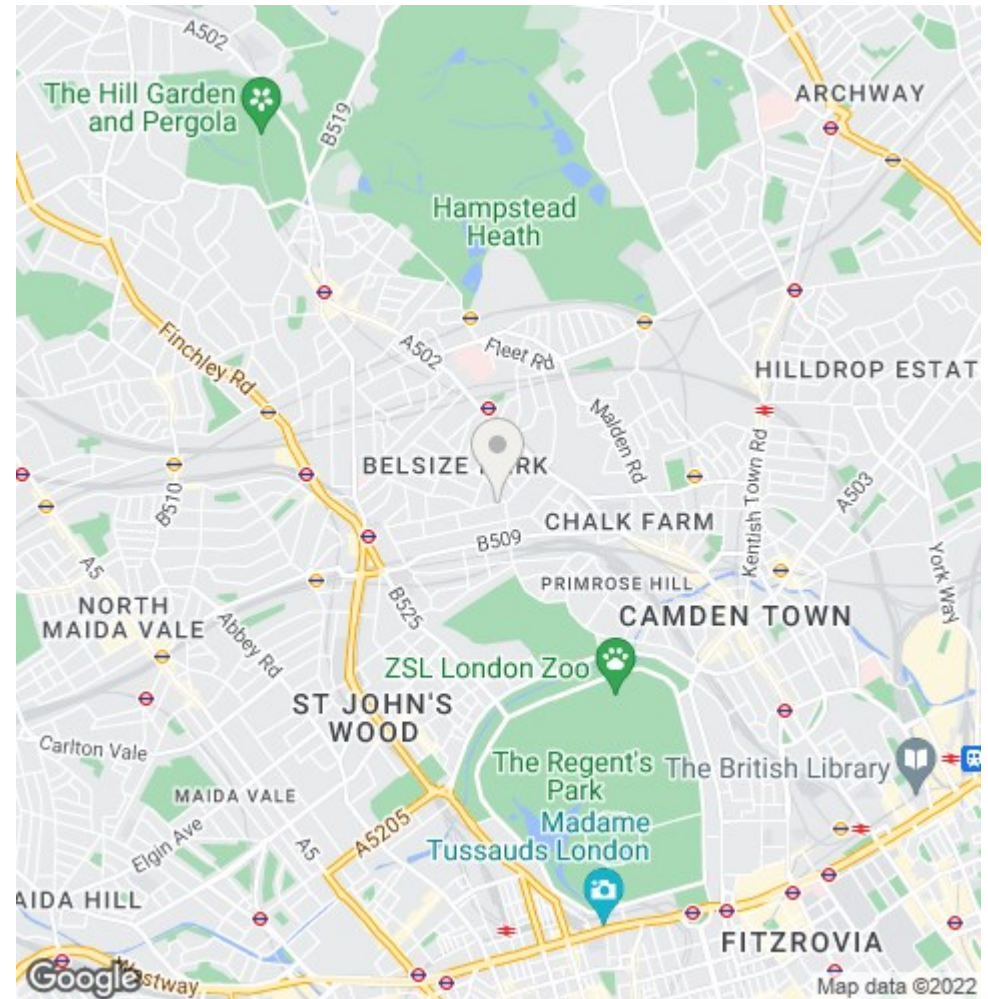 A502
The Hill Garden
and Pergola
B519
ARCHWAY
Hampstead
Heath
Finchley Rd
A502
Fleet Rd
HILLDROP ESTAT
Malden Rd
BELSIZE PARK
Kentish Town Rd
A503
B510
CHALK FARM
B509
A5
York Way
PRIMROSE HILL
B525
NORTH
MAIDA VALE
CAMDEN TOWN
Abbey Rd
ZSL London Zoo
ST JOHN'S
WOOD
Carlton Vale
The Regent's
Park
The British Library
MAIDA VALE
Madame
Tussauds London
Elgin Ave
A5
A5205
AIDA HILL
FITZROVIA
Westway
Google
Map data ©2022